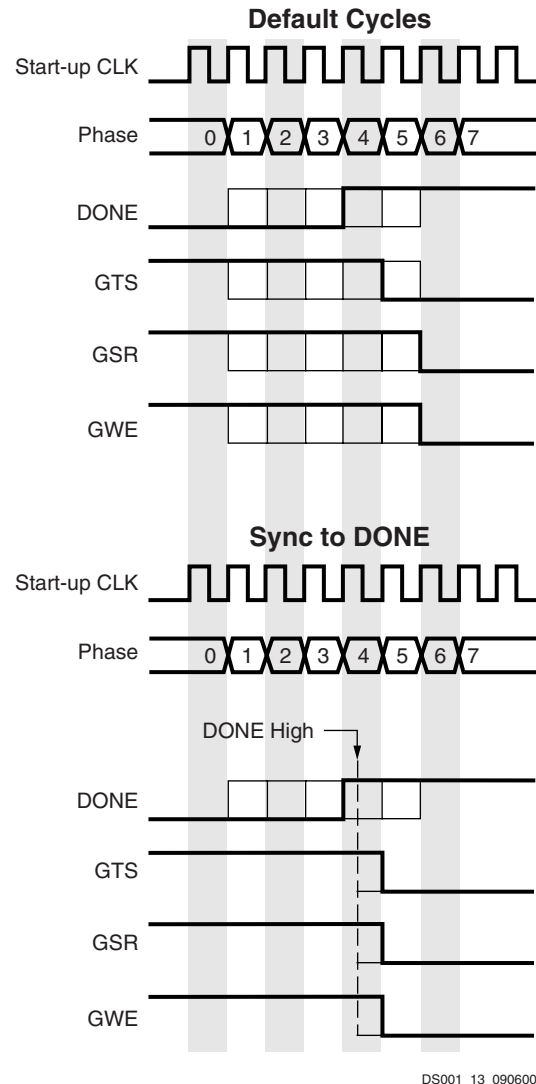 Default Cycles
Start-up CLK
Phase 0 1 2 3 4 5 6 7
DONE
GTS
GSR
GWE
Sync to DONE
Start-up CLK
Phase 0 1 2 3 4 5 6 7
DONE High
DONE
GTS
GSR
GWE
DS001_13_090600